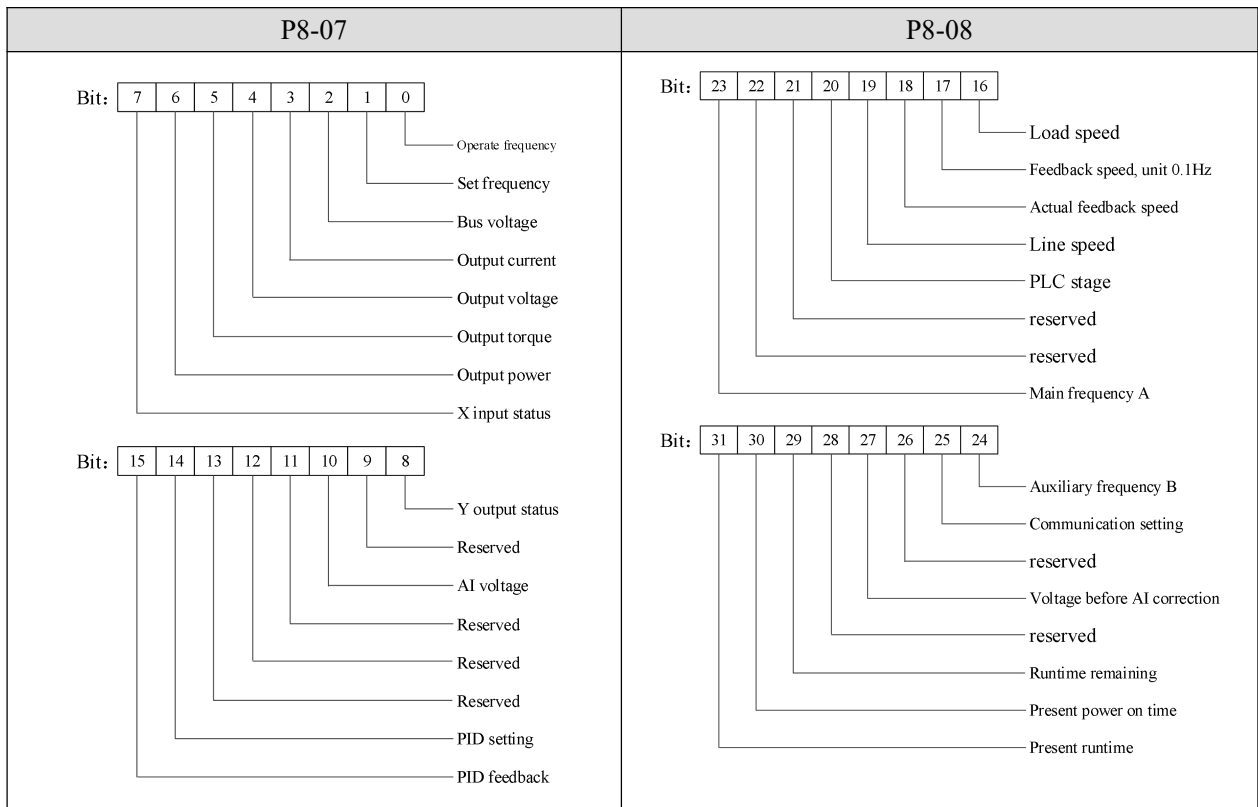 P8-07
Bit: 7 6 5 4 3 2 1 0
Operate frequency
Set frequency
Bus voltage
Output current
Output voltage
Output torque
Output power
X input status
Bit: 15 14 13 12 11 10 9 8
Y output status
Reserved
AI voltage
Reserved
Reserved
Reserved
PID setting
PID feedback
P8-08
Bit: 23 22 21 20 19 18 17 16
Load speed
Feedback speed, unit 0.1Hz
Actual feedback speed
Line speed
PLC stage
reserved
reserved
Main frequency A
Bit: 31 30 29 28 27 26 25 24
Auxiliary frequency B
Communication setting
reserved
Voltage before AI correction
reserved
Runtime remaining
Present power on time
Present runtime